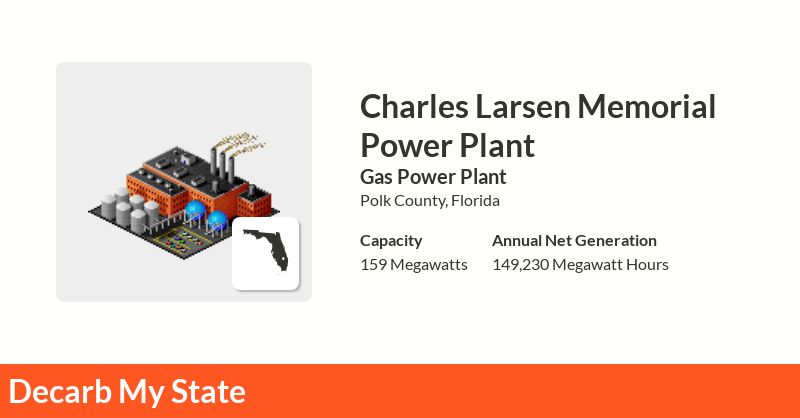 Charles Larsen Memorial
Power Plant
Gas Power Plant
Polk County, Florida
Capacity
159 Megawatts
Annual Net Generation
149,230 Megawatt Hours
Decarb My State